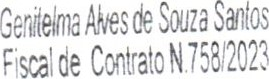 Genitelma Alves de Souza Santos
Fiscal de Contrato N.758/2023